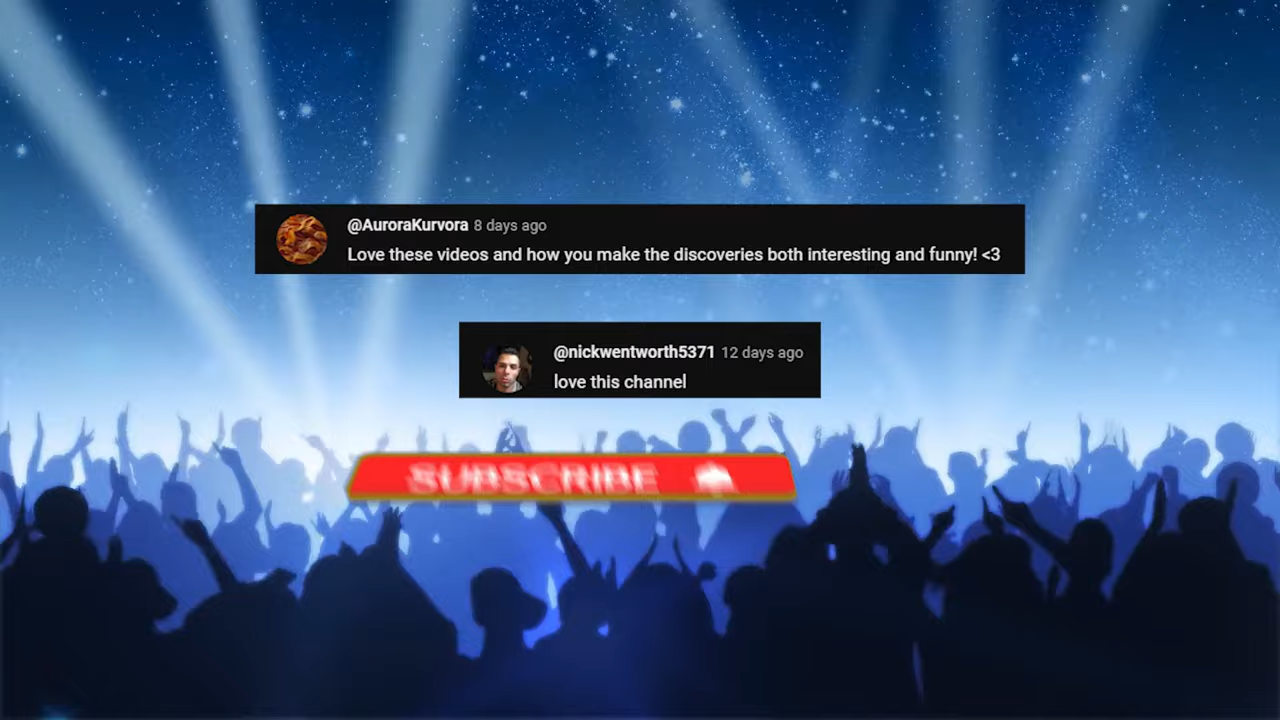 @AuroraKurvora 8 days ago
Love these videos and how you make the discoveries both interesting and funny! <3
@nickwentworth5371 12 days ago
love this channel
SUBSCRIBE